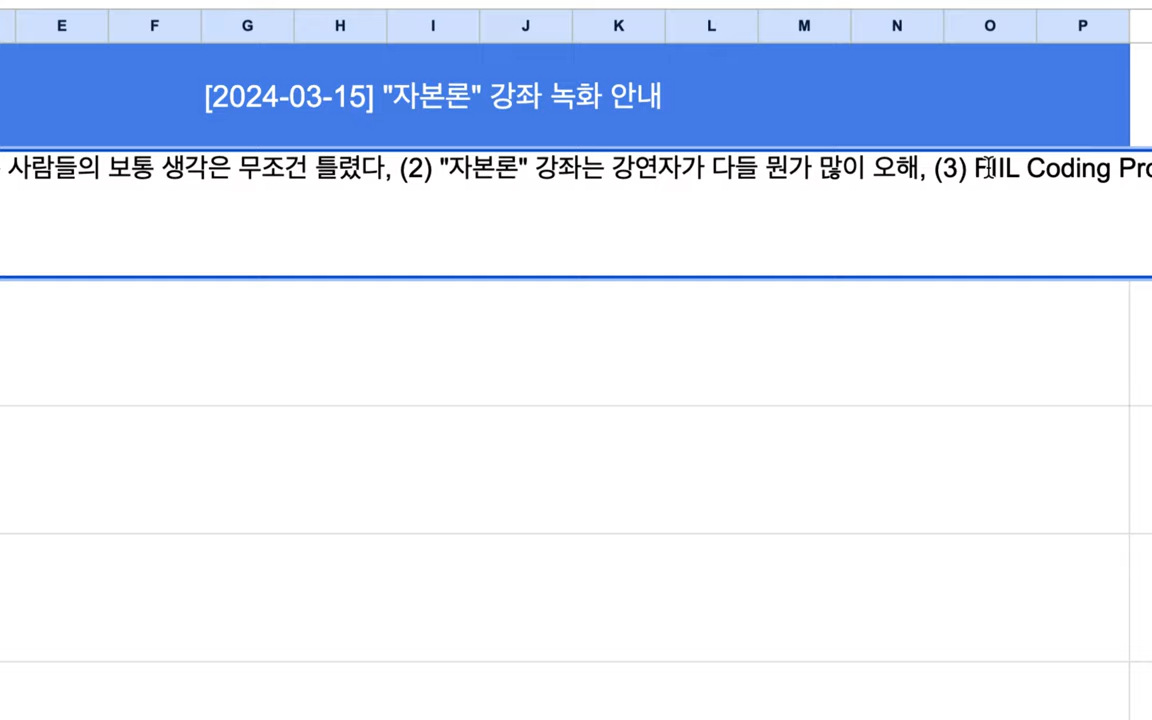 E F G H I J K L M N O P
[2024-03-15] "자본론" 강좌 녹화 안내
사람들의 보통 생각은 무조건 틀렸다, (2) "자본론" 강좌는 강연자가 다들 뭔가 많이 오해, (3) Coding